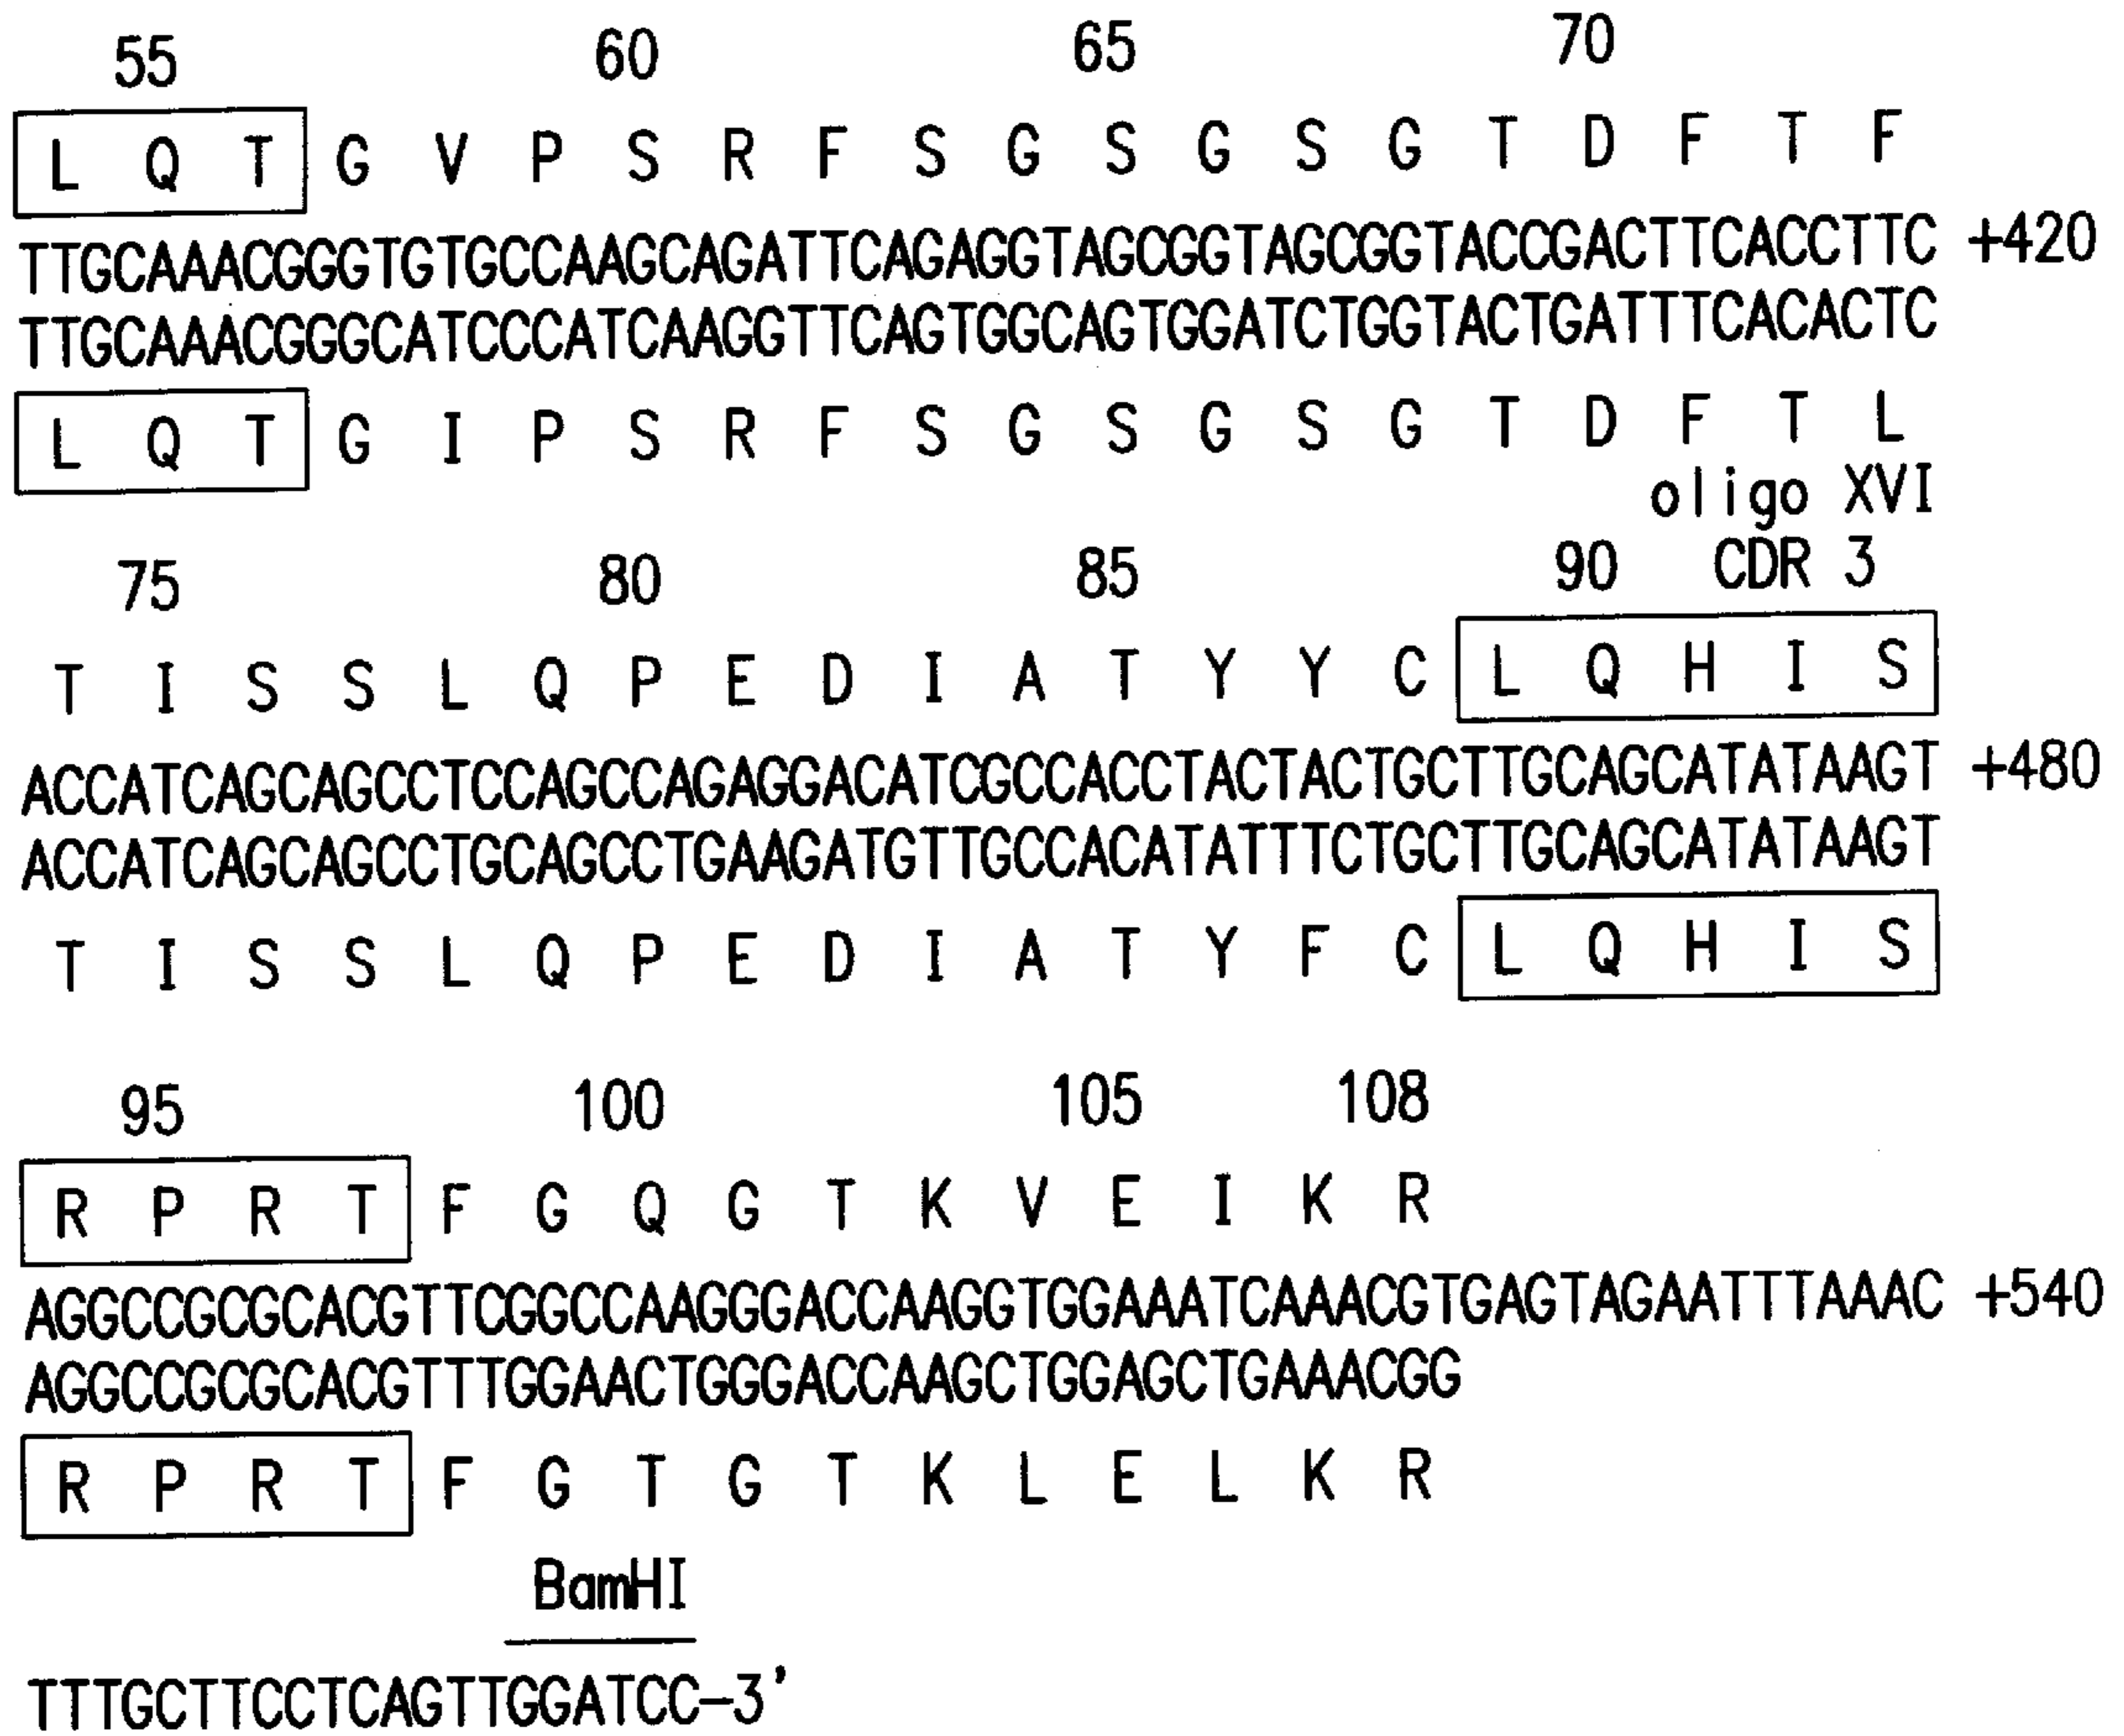 55 60 65 70
L Q T G V P S R F S G S G S G T D F T F
TTGCAAACGGGTGTGCCAAGCAGATTCAGAGGTAGCGGTAGCGGTACCGACTTCACCTTC +420
TTGCAAACGGGCATCCCATCAAGGTTCAGTGGCAGTGGATCTGGTACTGATTTCACACTC
L Q T G I P S R F S G S G S G T D F T L
oligo XVI
75 80 85 90 CDR 3
T I S S L Q P E D I A T Y Y C L Q H I S
ACCATCAGCAGCCTCCAGCCAGAGGACATCGCCACCTACTACTGCTTGCAGCATATAAGT +480
ACCATCAGCAGCCTGCAGCCTGAAGATGTTGCCACATATTTCTGCTTGCAGCATATAAGT
T I S S L Q P E D I A T Y F C L Q H I S
95 100 105 108
R P R T F G Q G T K V E I K R
AGGCCGCGCACGTTCGGCCAAGGGACCAAGGTGGAAATCAAACGTGAGTAGAATTTAAAC +540
AGGCCGCGCACGTTTGGAACTGGGACCAAGCTGGAGCTGAAACGG
R P R T F G T G T K L E L K R
BamHI
TTTGCTTCCTCAGTTGGATCC-3'